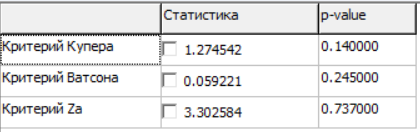 Статистика p-value
Критерий Купера 1.274542 0.140000
Критерий Ватсона 0.059221 0.245000
Критерий Za 3.302584 0.737000